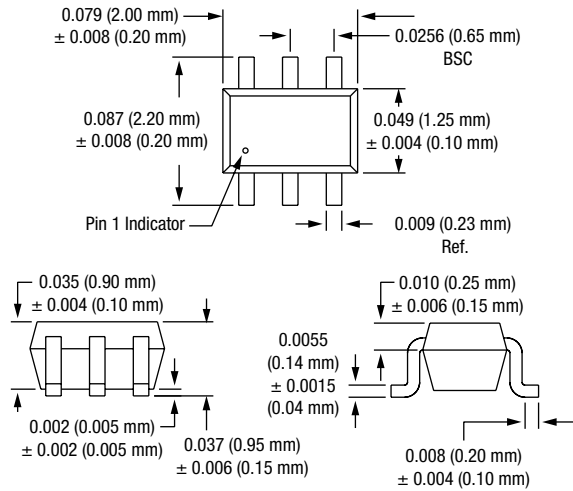 0.079 (2.00 mm)
± 0.008 (0.20 mm)
0.0256 (0.65 mm)
BSC
0.087 (2.20 mm)
± 0.008 (0.20 mm)
0.049 (1.25 mm)
± 0.004 (0.10 mm)
Pin 1 Indicator
0.009 (0.23 mm)
Ref.
0.035 (0.90 mm)
± 0.004 (0.10 mm)
0.002 (0.005 mm)
± 0.002 (0.005 mm)
0.037 (0.95 mm)
± 0.006 (0.15 mm)
0.010 (0.25 mm)
± 0.006 (0.15 mm)
0.0055
(0.14 mm)
± 0.0015
(0.04 mm)
0.008 (0.20 mm)
± 0.004 (0.10 mm)